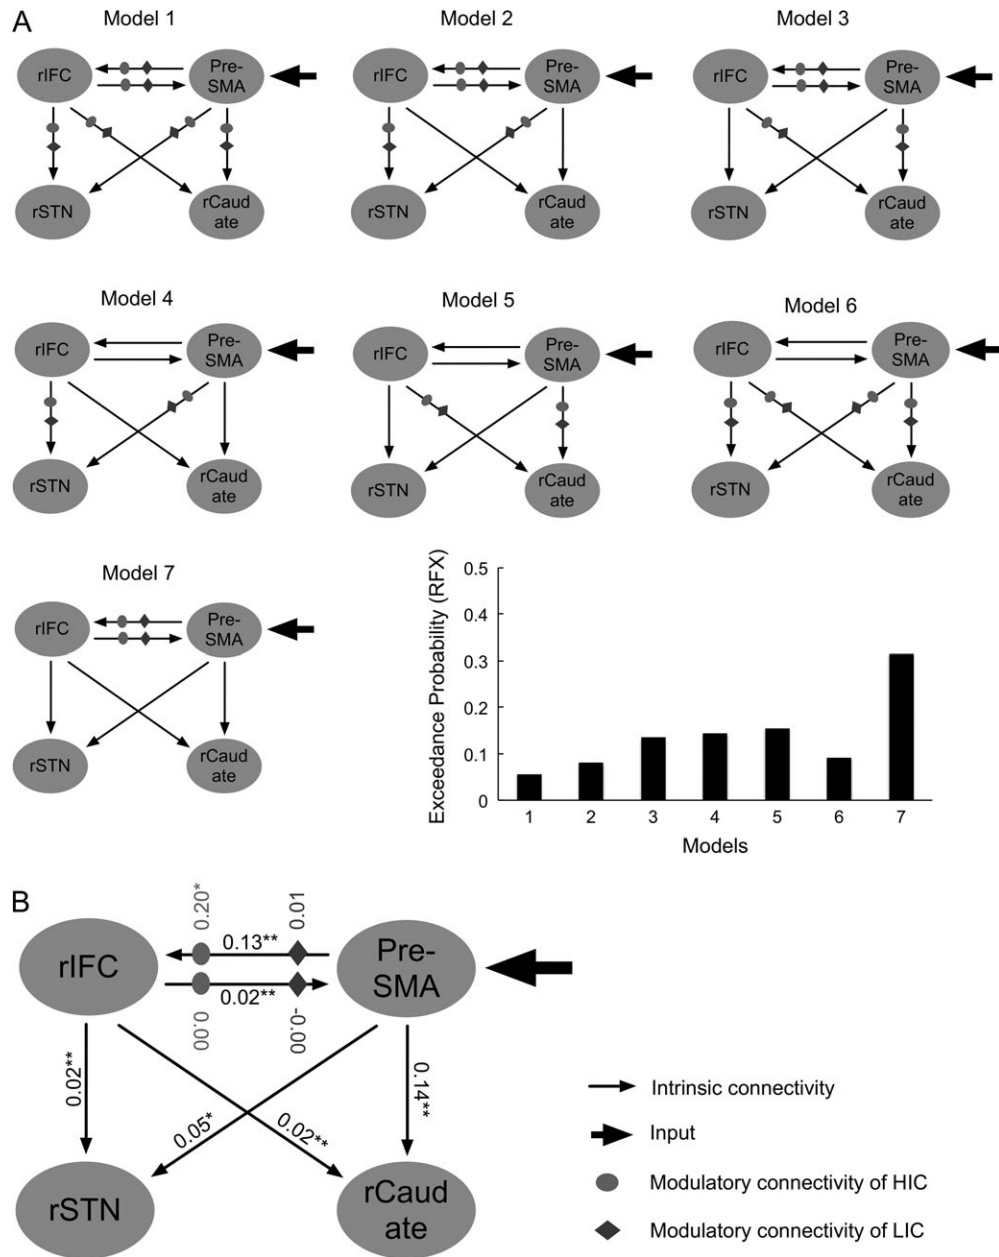 A
Model 1
Model 2
Model 3
rIFC
Pre-
SMA
rSTN
rCaud
ate
rIFC
Pre-
SMA
rSTN
rCaud
ate
rIFC
Pre-
SMA
rSTN
rCaud
ate
Model 4
Model 5
Model 6
rIFC
Pre-
SMA
rSTN
rCaud
ate
rIFC
Pre-
SMA
rSTN
rCaud
ate
rIFC
Pre-
SMA
rSTN
rCaud
ate
Model 7
rIFC
Pre-
SMA
rSTN
rCaud
ate
Exceedance Probability (RFX)
0.5
0.4
0.3
0.2
0.1
0
1 2 3 4 5 6 7
Models
B
rIFC
Pre-
SMA
rSTN
rCaud
ate
0.20*
0.01
0.13**
0.02**
0.00
-0.00
0.02**
0.05*
0.02**
0.14**
Intrinsic connectivity
Input
Modulatory connectivity of HIC
Modulatory connectivity of LIC